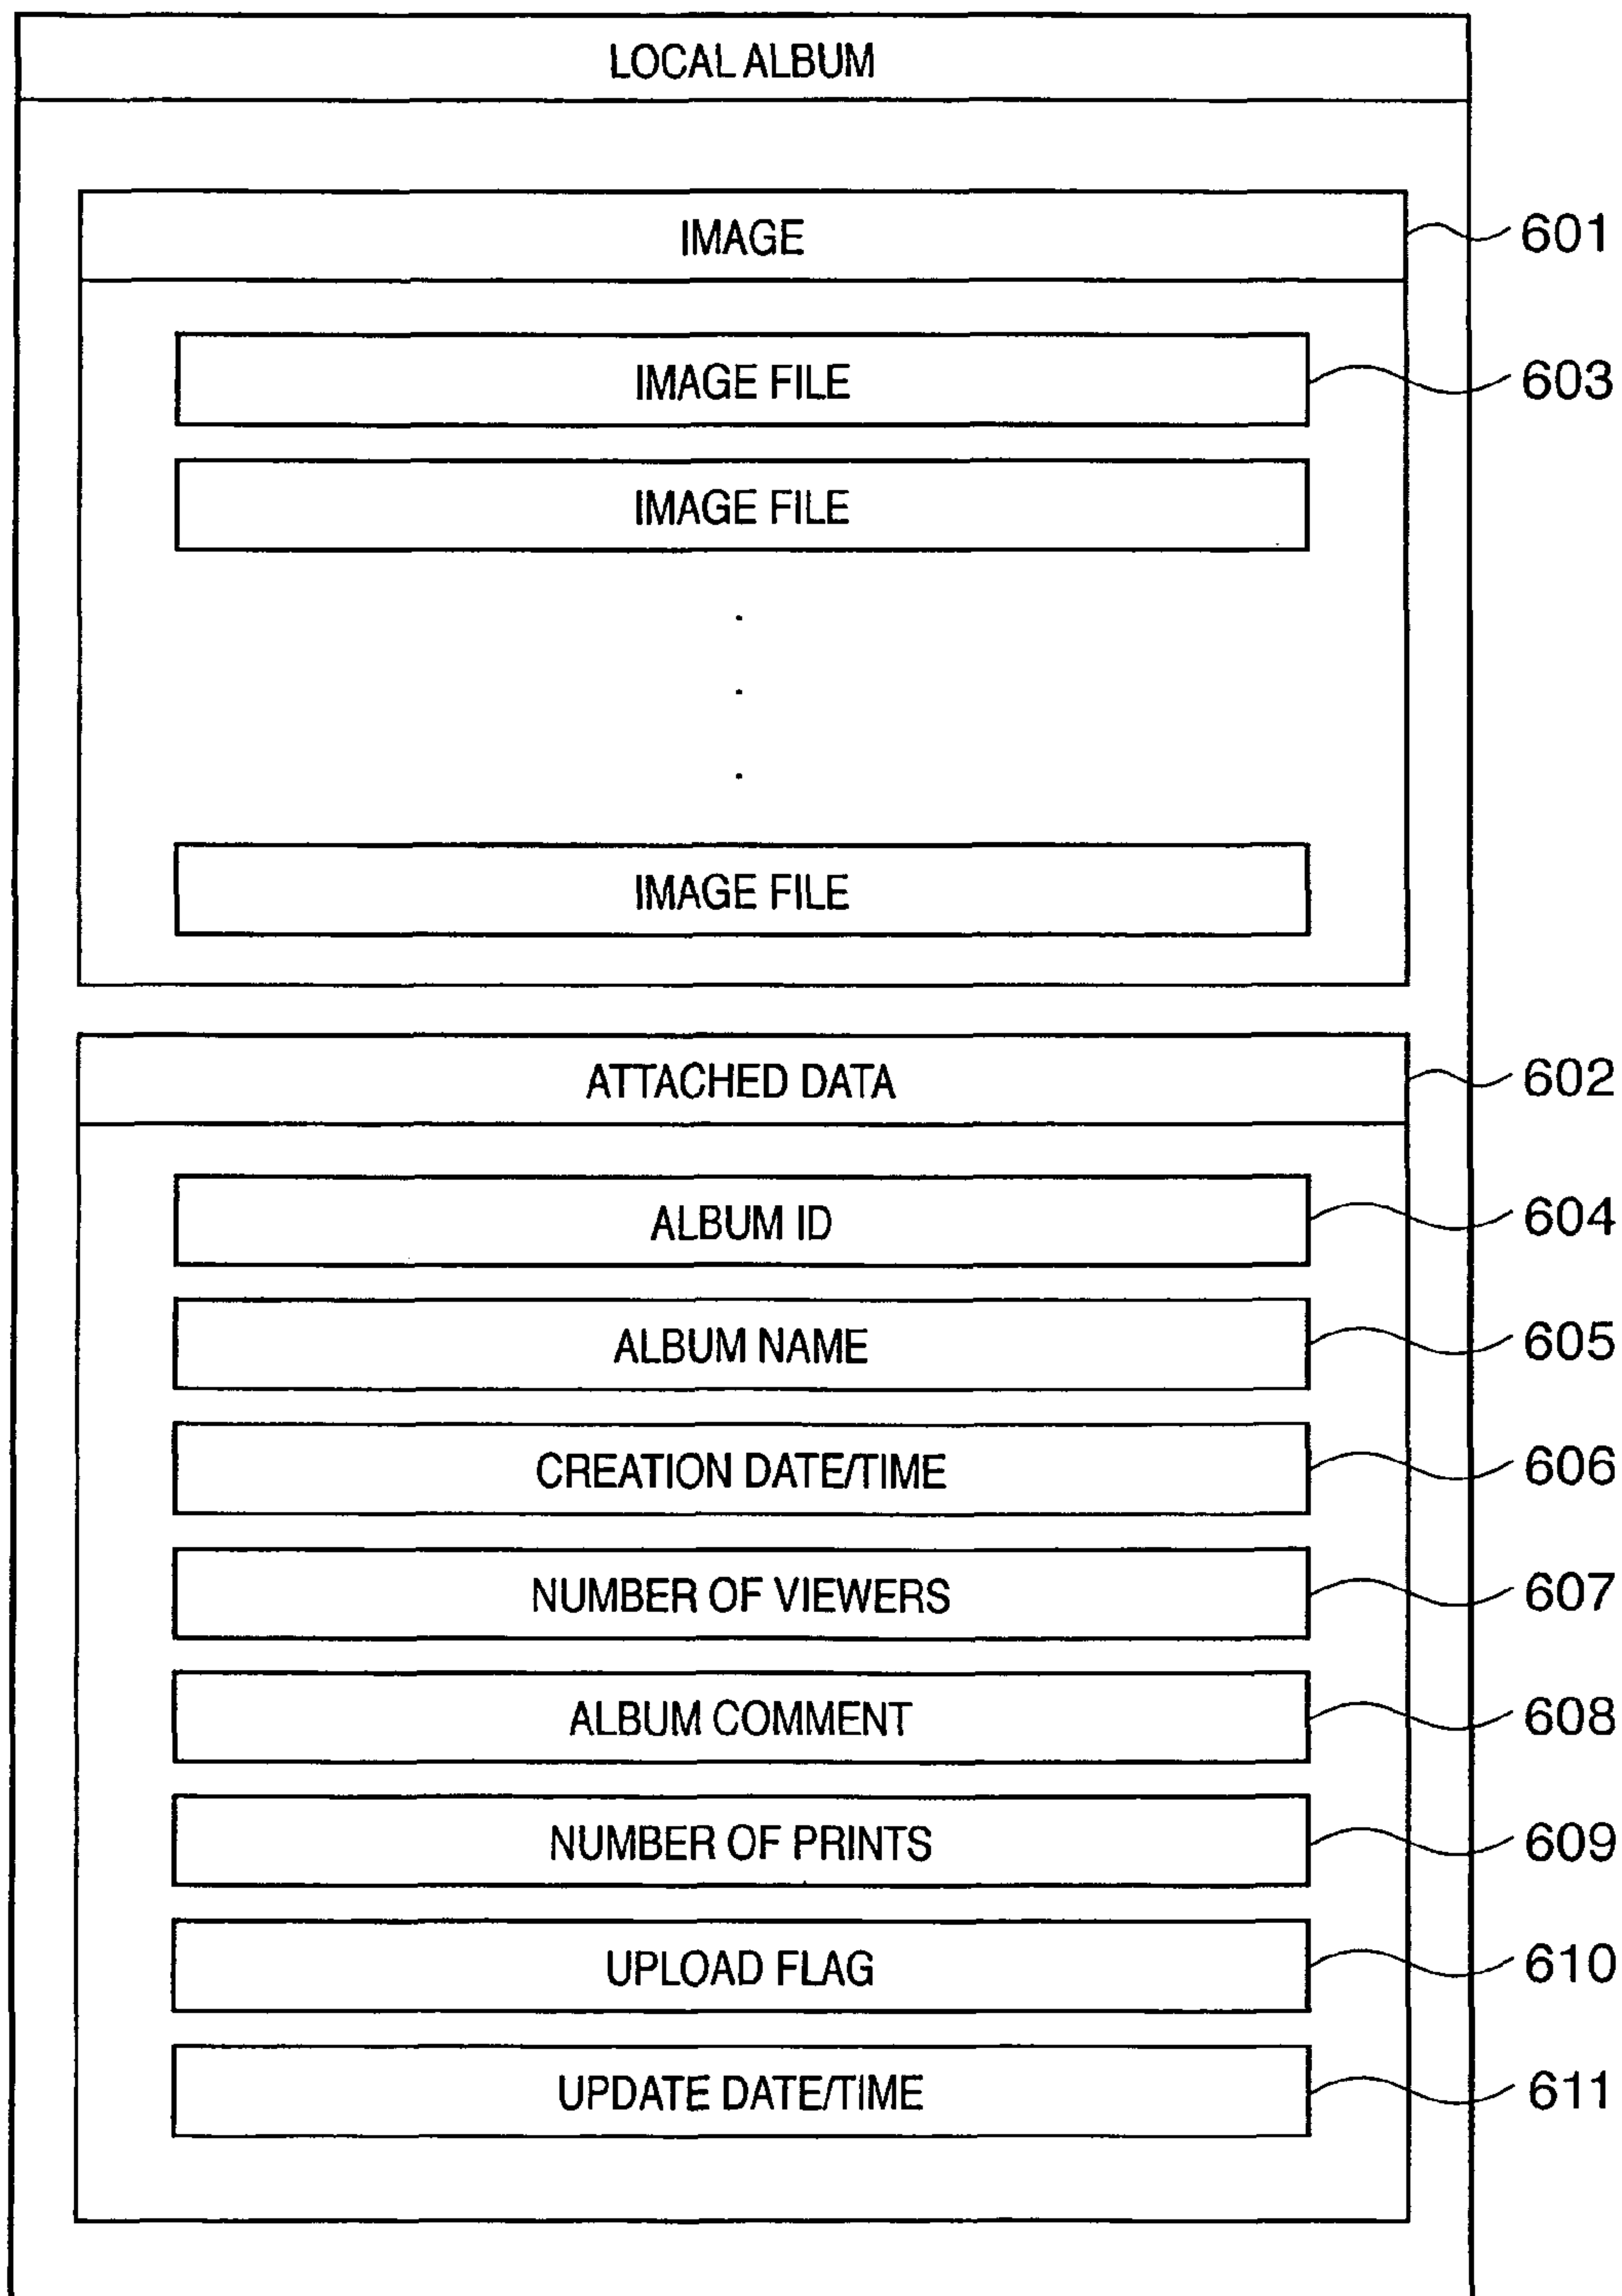 LOCAL ALBUM
IMAGE
601
IMAGE FILE
603
IMAGE FILE
IMAGE FILE
ATTACHED DATA
602
ALBUM ID
604
ALBUM NAME
605
CREATION DATE/TIME
606
NUMBER OF VIEWERS
607
ALBUM COMMENT
608
NUMBER OF PRINTS
609
UPLOAD FLAG
610
UPDATE DATE/TIME
611